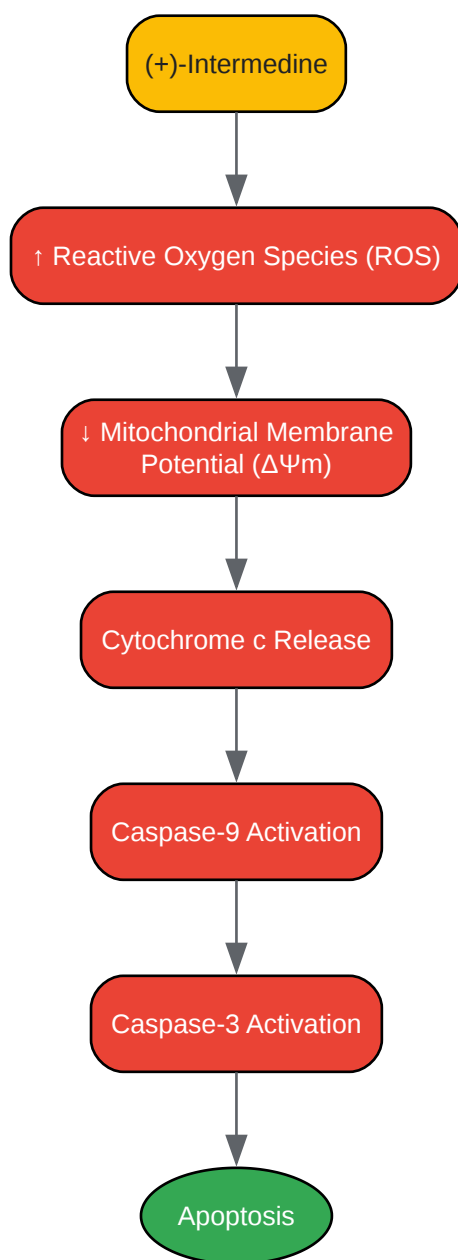 (+)-Intermedine
↑ Reactive Oxygen Species (ROS)
↓ Mitochondrial Membrane
Potential (ΔΨm)
Cytochrome c Release
Caspase-9 Activation
Caspase-3 Activation
Apoptosis